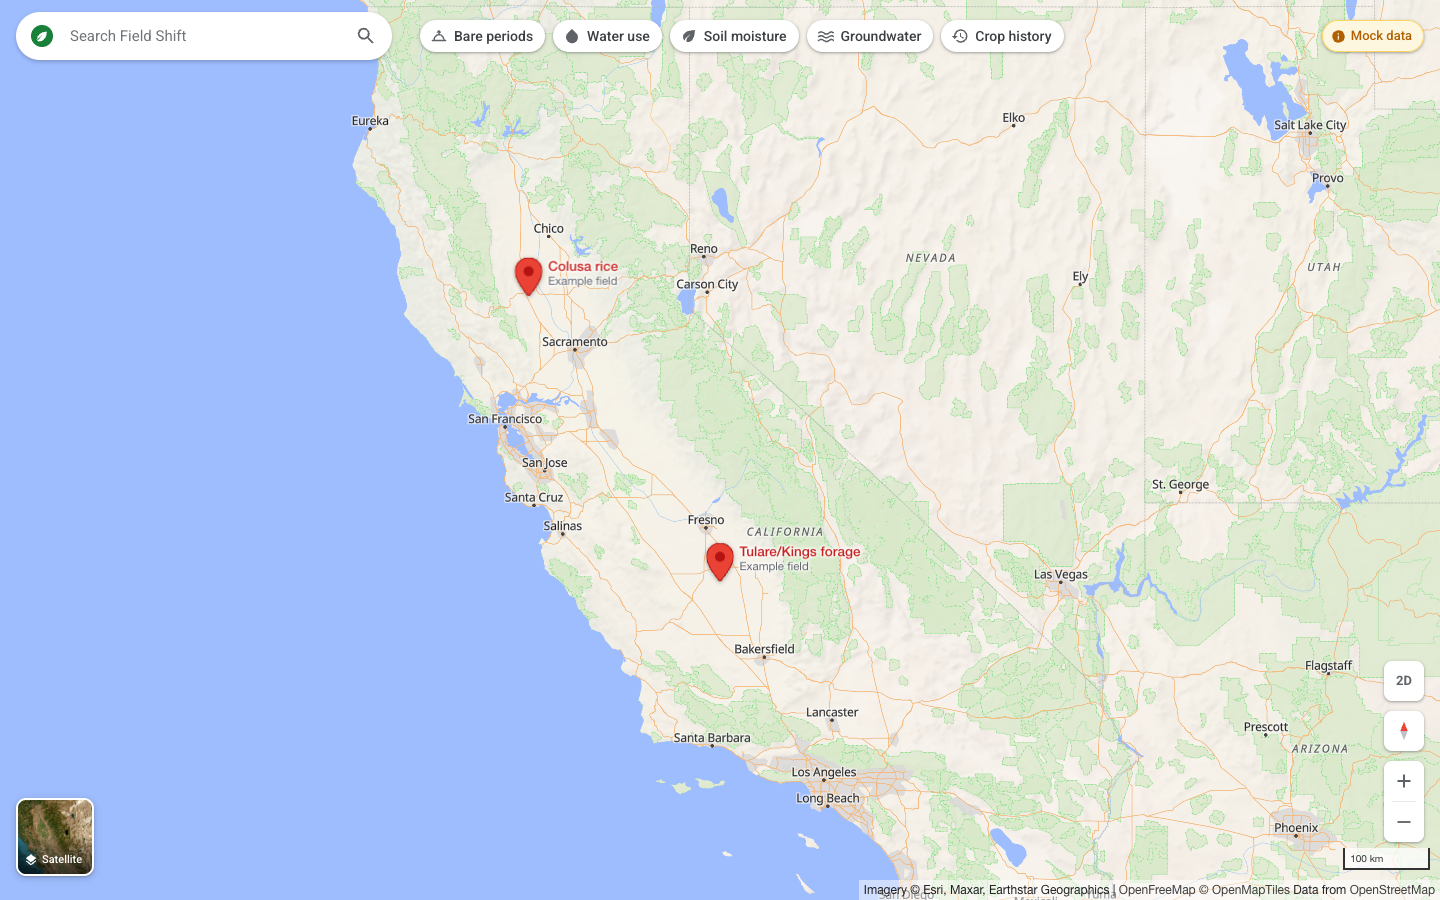 Search Field Shift
Bare periods
Water use
Soil moisture
Groundwater
Crop history
Mock data
Eureka
Elko
Salt Lake City
Provo
Chico
Reno
NEVADA
Colusa rice
Example field
Carson City
Ely
UTAH
Sacramento
San Francisco
San Jose
St. George
Santa Cruz
Salinas
Fresno
CALIFORNIA
Tulare/Kings forage
Example field
Las Vegas
Bakersfield
Flagstaff
2D
Lancaster
Prescott
Santa Barbara
ARIZONA
Los Angeles
Long Beach
Phoenix
Satellite
100 km
Imagery © Esri, Maxar, Earthstar Geographics | OpenFreeMap © OpenMapTiles Data from OpenStreetMap
San Diego
Mexicali
Yuma